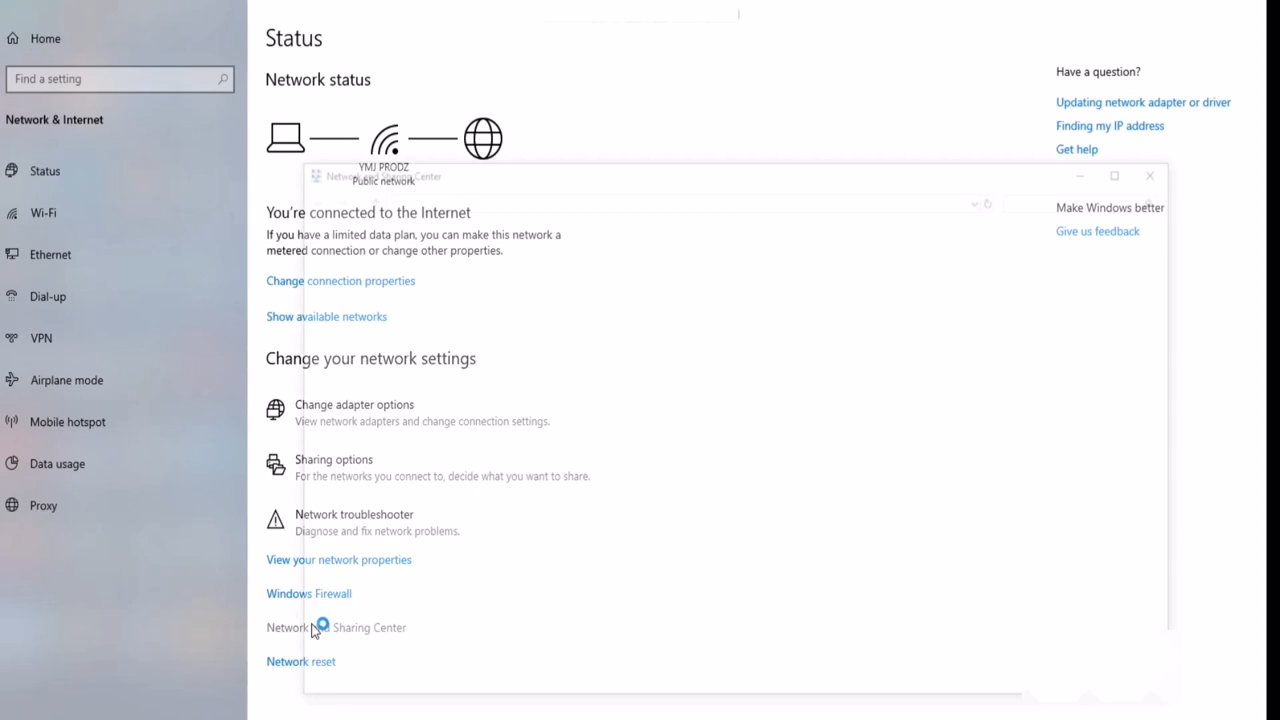 Home
Find a setting
Network & Internet
Status
Wi-Fi
Ethernet
Dial-up
VPN
Airplane mode
Mobile hotspot
Data usage
Proxy
Status
Network status
YMJ PRODZ
Public network
Network and Sharing Center
You're connected to the Internet
If you have a limited data plan, you can make this network a
metered connection or change other properties.
Change connection properties
Show available networks
Change your network settings
Change adapter options
View network adapters and change connection settings.
Sharing options
For the networks you connect to, decide what you want to share.
Network troubleshooter
Diagnose and fix network problems.
View your network properties
Windows Firewall
Network and Sharing Center
Network reset
Have a question?
Updating network adapter or driver
Finding my IP address
Get help
Make Windows better
Give us feedback